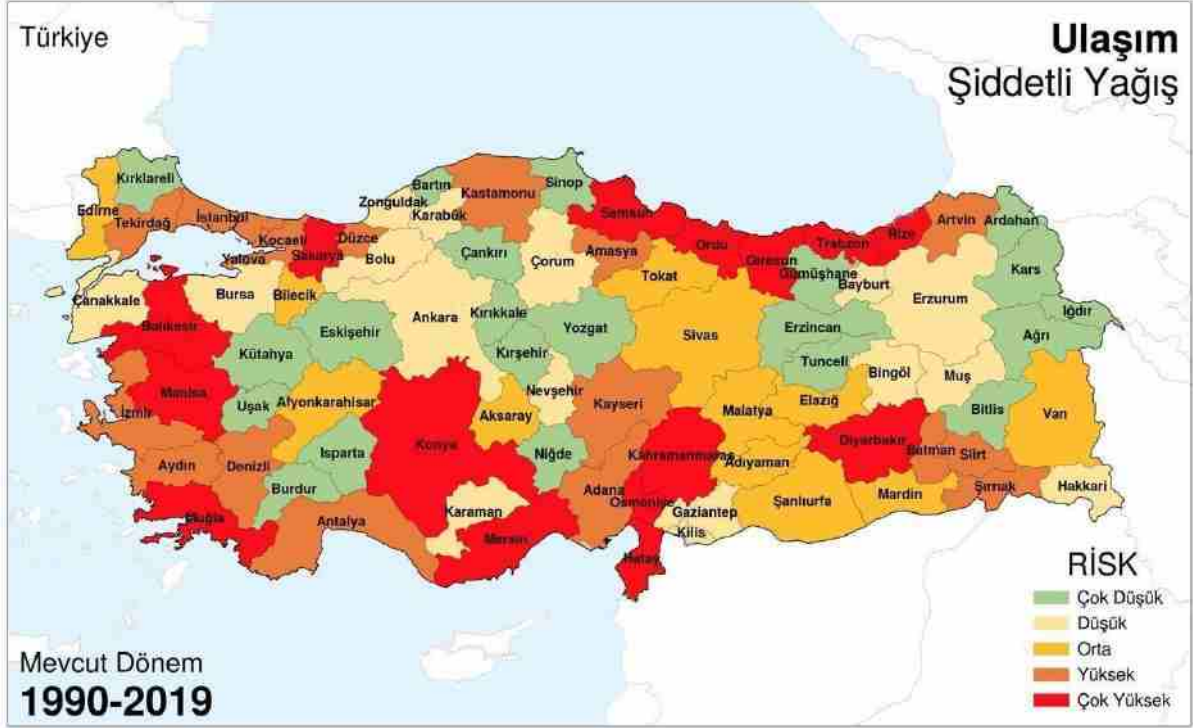 Türkiye
Ulaşım
Şiddetli Yağış
Kırklareli
Edirne
Tekirdağ
İstanbul
Kocaeli
Yalova
Sakarya
Düzce
Zonguldak
Bartın
Karabük
Kastamonu
Sinop
Bolu
Çankırı
Çorum
Samsun
Amasya
Ordu
Tokat
Giresun
Trabzon
Rize
Artvin
Ardahan
Gümüşhane
Bayburt
Kars
Erzurum
Iğdır
Ağrı
Çanakkale
Bursa
Bilecik
Balıkesir
Kütahya
Eskişehir
Ankara
Kırıkkale
Yozgat
Kırşehir
Sivas
Erzincan
Tunceli
Bingöl
Muş
Bitlis
Van
Manisa
Uşak
Afyonkarahisar
İzmir
Aksaray
Nevşehir
Kayseri
Malatya
Elazığ
Diyarbakır
Batman
Siirt
Aydın
Denizli
Isparta
Burdur
Konya
Niğde
Kahramanmaraş
Adıyaman
Şanlıurfa
Mardin
Şırnak
Hakkari
Muğla
Antalya
Karaman
Mersin
Adana
Osmaniye
Gaziantep
Kilis
Hatay
RİSK
Çok Düşük
Düşük
Orta
Yüksek
Çok Yüksek
Mevcut Dönem
1990-2019